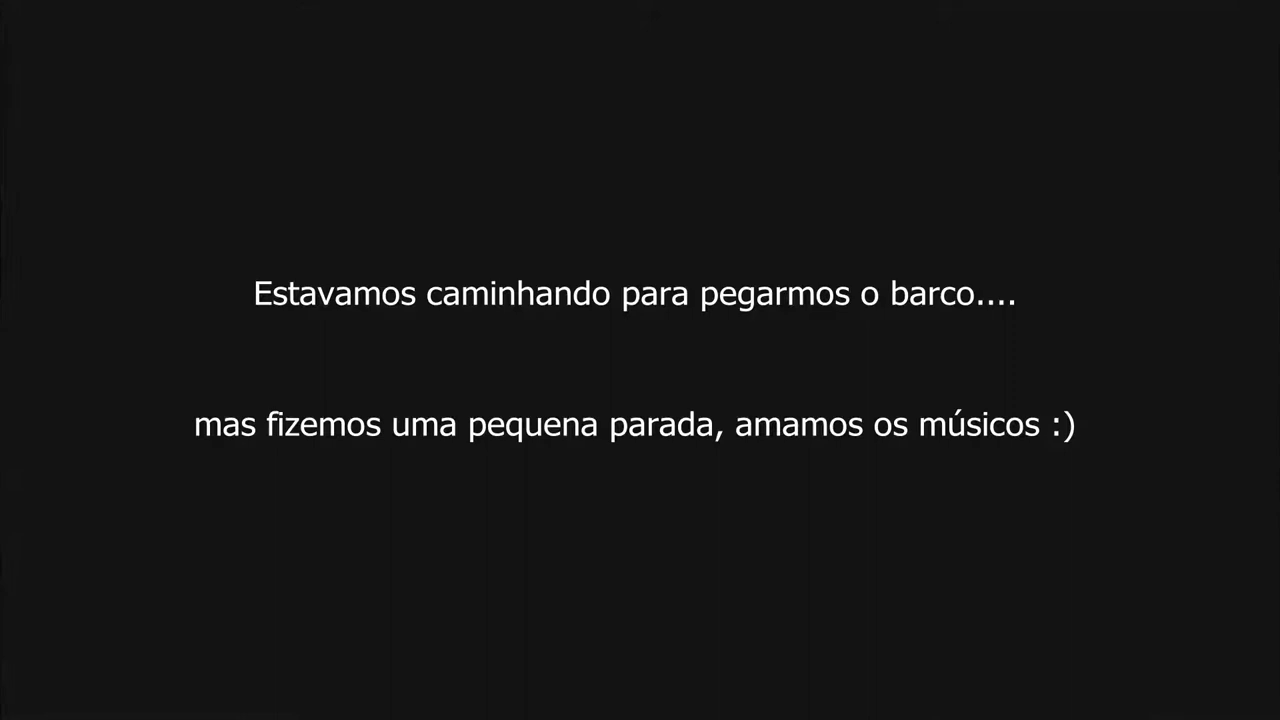 Estavamos caminhando para pegarmos o barco....
mas fizemos uma pequena parada, amamos os músicos :)